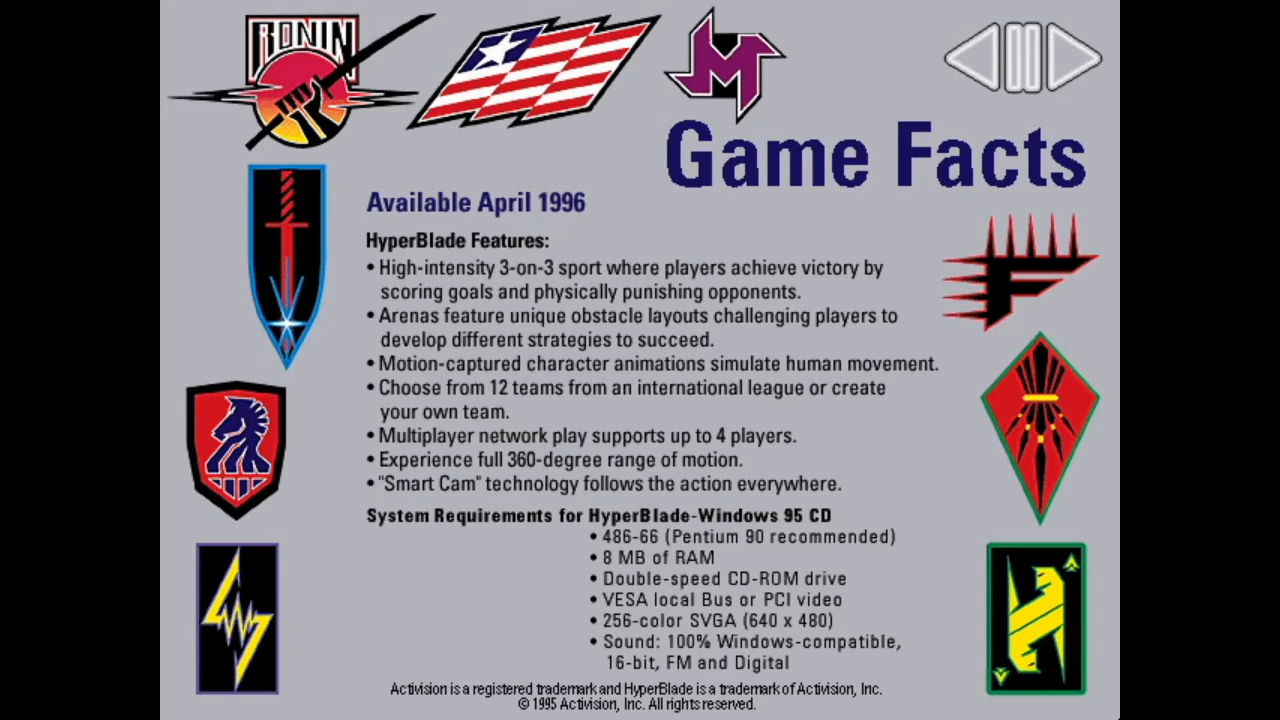 RONIN
M
Game Facts
Available April 1996
HyperBlade Features:
• High-intensity 3-on-3 sport where players achieve victory by
scoring goals and physically punishing opponents.
• Arenas feature unique obstacle layouts challenging players to
develop different strategies to succeed.
• Motion-captured character animations simulate human movement.
• Choose from 12 teams from an international league or create
your own team.
• Multiplayer network play supports up to 4 players.
• Experience full 360-degree range of motion.
• "Smart Cam" technology follows the action everywhere.
System Requirements for HyperBlade-Windows 95 CD
• 486-66 (Pentium 90 recommended)
• 8 MB of RAM
• Double-speed CD-ROM drive
• VESA local Bus or PCI video
• 256-color SVGA (640 x 480)
• Sound: 100% Windows-compatible,
16-bit, FM and Digital
Activision is a registered trademark and HyperBlade is a trademark of Activision, Inc.
© 1995 Activision, Inc. All rights reserved.